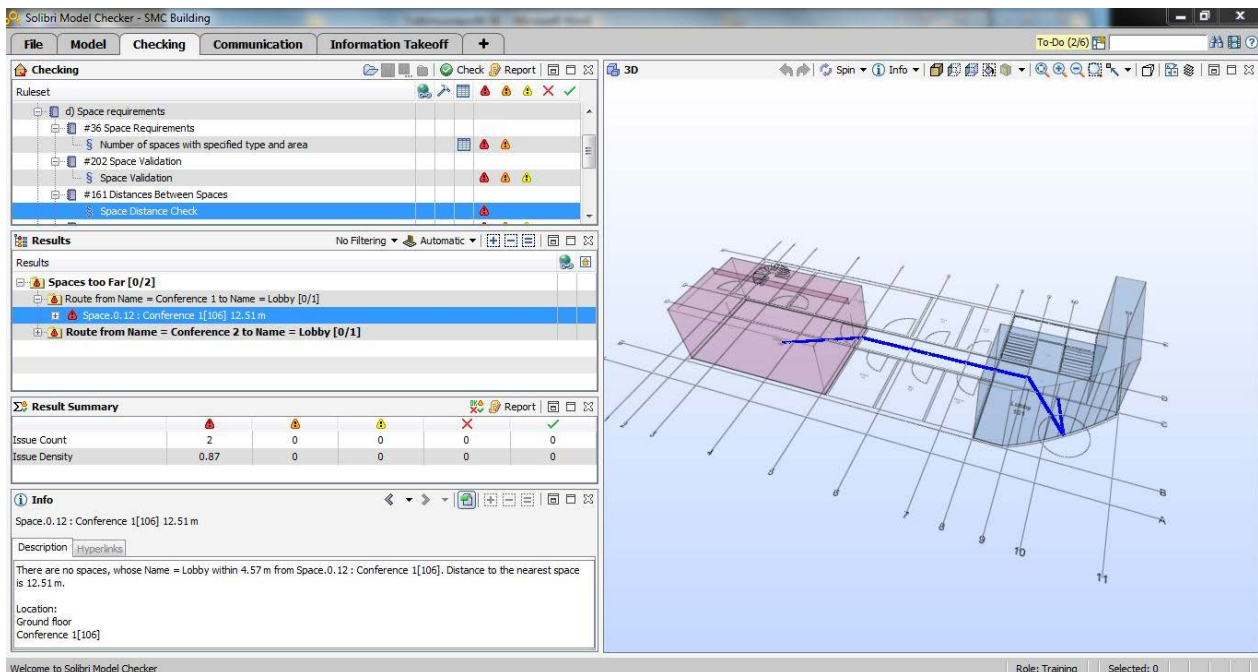 Solibri Model Checker - SMC Building
File Model Checking Communication Information Takeoff +
To-Do (2/6)
Checking
Check Report
Ruleset
d) Space requirements
#36 Space Requirements
§ Number of spaces with specified type and area
#202 Space Validation
§ Space Validation
#161 Distances Between Spaces
§ Space Distance Check
Results
No Filtering Automatic
Results
Spaces too Far [0/2]
Route from Name = Conference 1 to Name = Lobby [0/1]
Space.0.12 : Conference 1[106] 12.51 m
Route from Name = Conference 2 to Name = Lobby [0/1]
Result Summary
Report
Issue Count 2 0 0 0 0
Issue Density 0.87 0 0 0 0
Info
Space.0.12 : Conference 1[106] 12.51 m
Description Hyperlinks
There are no spaces, whose Name = Lobby within 4.57 m from Space.0.12 : Conference 1[106]. Distance to the nearest space
is 12.51 m.
Location:
Ground floor
Conference 1[106]
3D
Spin Info
Lobby
101
B
A
7
8
9
10
11
Welcome to Solibri Model Checker
Role: Training
Selected: 0